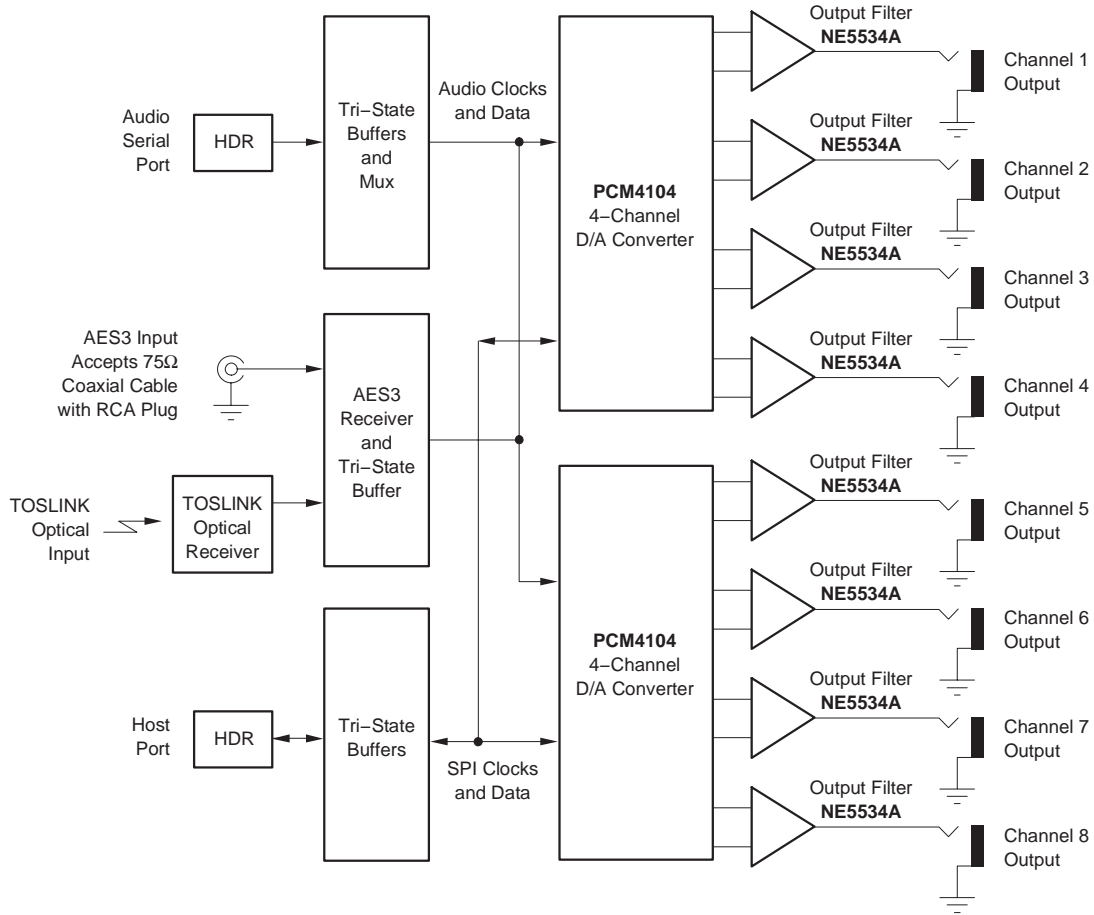 Audio
Serial
Port
HDR
Tri−State
Buffers
and
Mux
Audio Clocks
and Data
PCM4104
4−Channel
D/A Converter
Output Filter
NE5534A
Channel 1
Output
Output Filter
NE5534A
Channel 2
Output
Output Filter
NE5534A
Channel 3
Output
Output Filter
NE5534A
Channel 4
Output
AES3 Input
Accepts 75Ω
Coaxial Cable
with RCA Plug
AES3
Receiver
and
Tri−State
Buffer
TOSLINK
Optical
Input
TOSLINK
Optical
Receiver
Host
Port
HDR
Tri−State
Buffers
SPI Clocks
and Data
PCM4104
4−Channel
D/A Converter
Output Filter
NE5534A
Channel 5
Output
Output Filter
NE5534A
Channel 6
Output
Output Filter
NE5534A
Channel 7
Output
Output Filter
NE5534A
Channel 8
Output